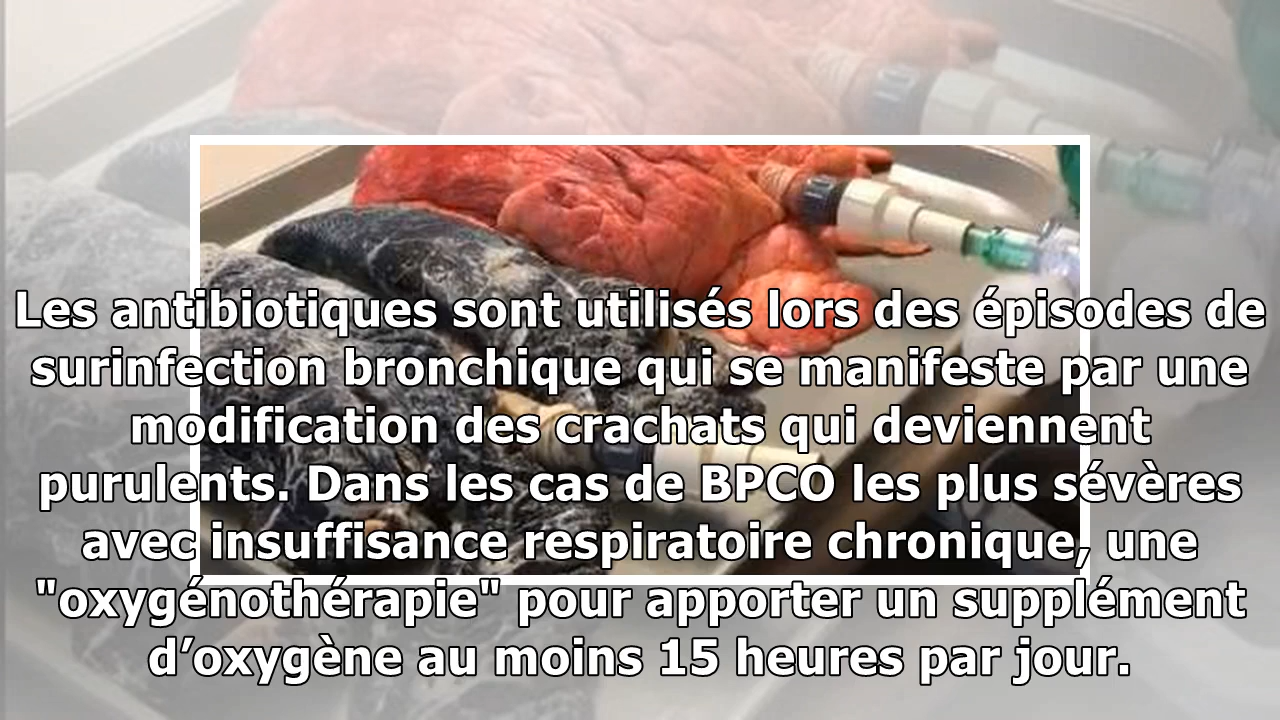 Les antibiotiques sont utilisés lors des épisodes de
surinfection bronchique qui se manifeste par une
modification des crachats qui deviennent
purulents. Dans les cas de BPCO les plus sévères
avec insuffisance respiratoire chronique, une
"oxygénothérapie" pour apporter un supplément
d’oxygène au moins 15 heures par jour.